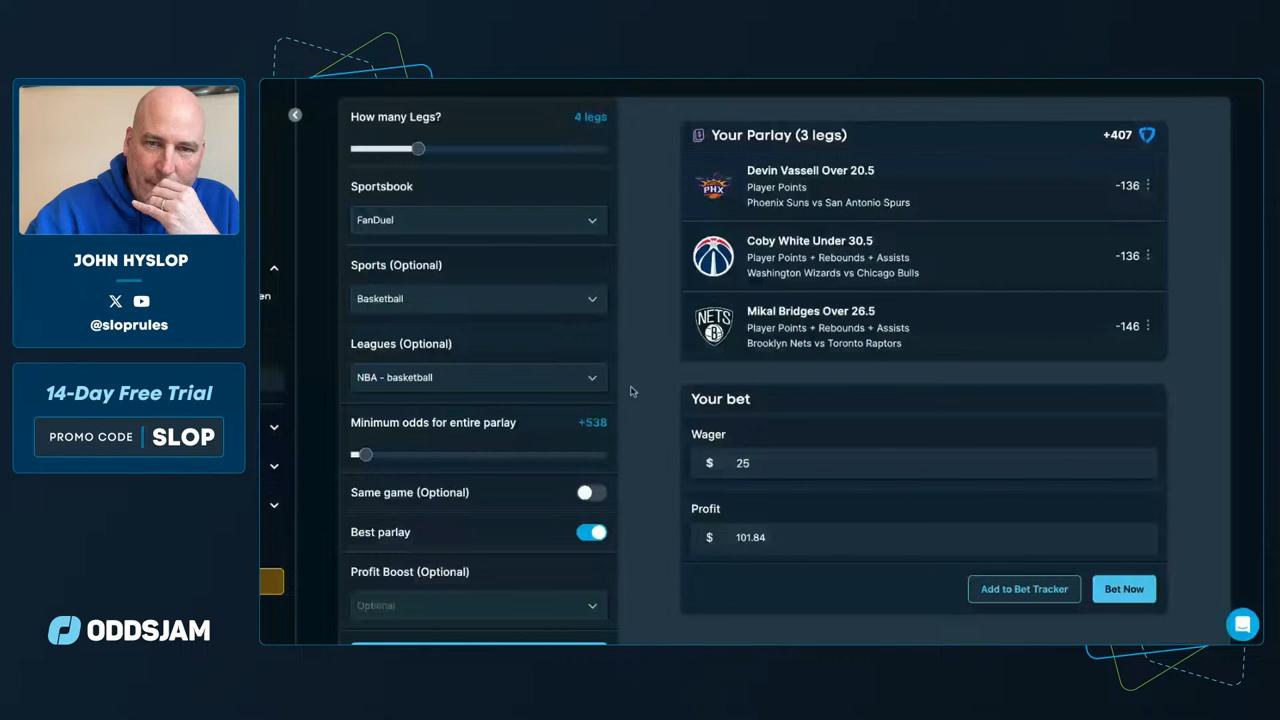 JOHN HYSLOP
@sloprules
14-Day Free Trial
PROMO CODE | SLOP
ODDSJAM
en
How many Legs? 4 legs
Sportsbook
FanDuel
Sports (Optional)
Basketball
Leagues (Optional)
NBA - basketball
Minimum odds for entire parlay +538
Same game (Optional)
Best parlay
Profit Boost (Optional)
Optional
Your Parlay (3 legs) +407
PHX
Devin Vassell Over 20.5
Player Points -136
Phoenix Suns vs San Antonio Spurs
Coby White Under 30.5
Player Points + Rebounds + Assists -136
Washington Wizards vs Chicago Bulls
NETS
Mikal Bridges Over 26.5
Player Points + Rebounds + Assists -146
Brooklyn Nets vs Toronto Raptors
Your bet
Wager
$ 25
Profit
$ 101.84
Add to Bet Tracker Bet Now